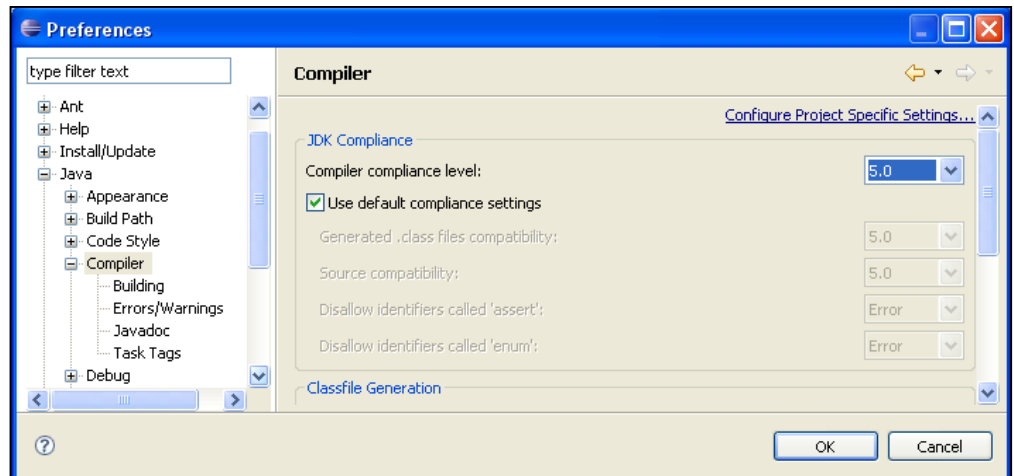 Preferences
type filter text
Ant
Help
Install/Update
Java
Appearance
Build Path
Code Style
Compiler
Building
Errors/Warnings
Javadoc
Task Tags
Debug
Compiler
Configure Project Specific Settings...
JDK Compliance
Compiler compliance level: 5.0
Use default compliance settings
Generated .class files compatibility: 5.0
Source compatibility: 5.0
Disallow identifiers called 'assert': Error
Disallow identifiers called 'enum': Error
Classfile Generation
OK Cancel